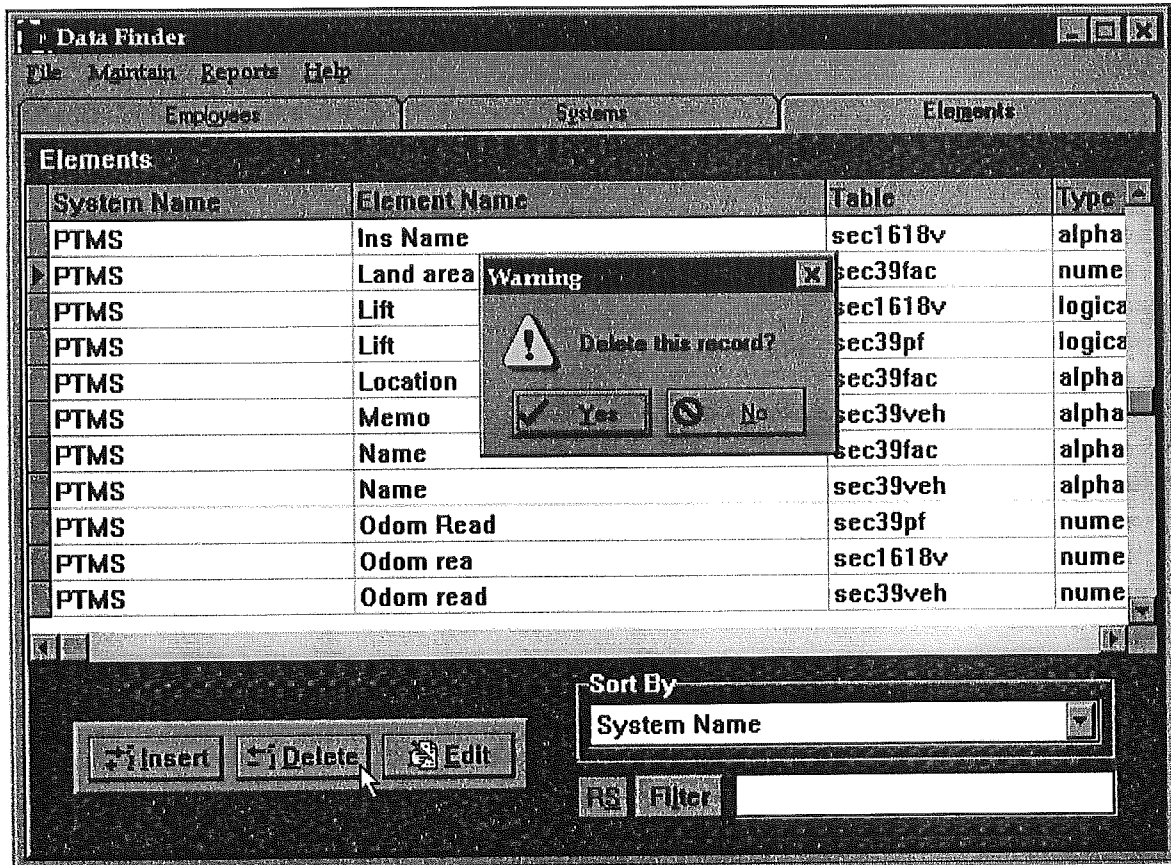 Data Finder
File Maintain Reports Help
Employees Systems Elements
Elements
System Name Element Name Table Type
PTMS Ins Name sec1618v alpha
PTMS Land area sec39fac nume
PTMS Lift sec1618v logica
PTMS Lift sec39pf logica
PTMS Location sec39fac alpha
PTMS Memo sec39veh alpha
PTMS Name sec39fac alpha
PTMS Name sec39veh alpha
PTMS Odom Read sec39pf nume
PTMS Odom rea sec1618v nume
PTMS Odom read sec39veh nume
Warning
Delete this record?
Yes No
Insert Delete Edit
Sort By
System Name
RS Filter